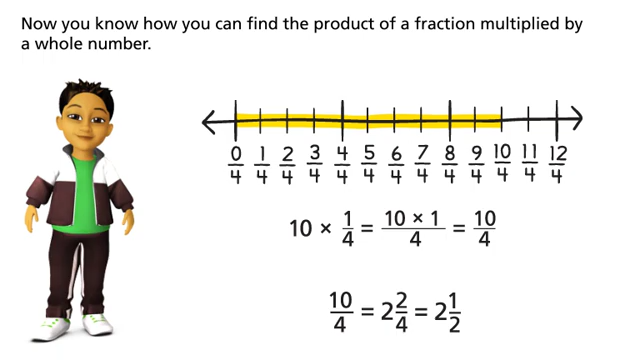 Now you know how you can find the product of a fraction multiplied by
a whole number.
0/4 1/4 2/4 3/4 4/4 5/4 6/4 7/4 8/4 9/4 10/4 11/4 12/4
10 × 1/4 = 10 × 1/4 = 10/4
10/4 = 2 2/4 = 2 1/2